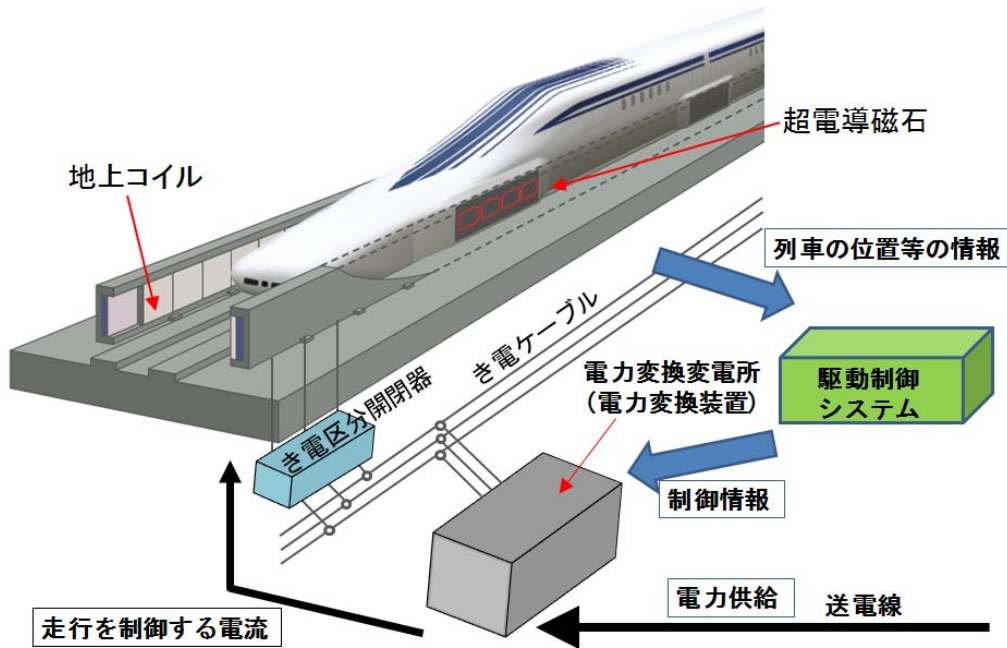 超電導磁石
地上コイル
列車の位置等の情報
き電ケーブル
電力変換変電所
(電力変換装置)
駆動制御
システム
き電区分開閉器
制御情報
電力供給
送電線
走行を制御する電流